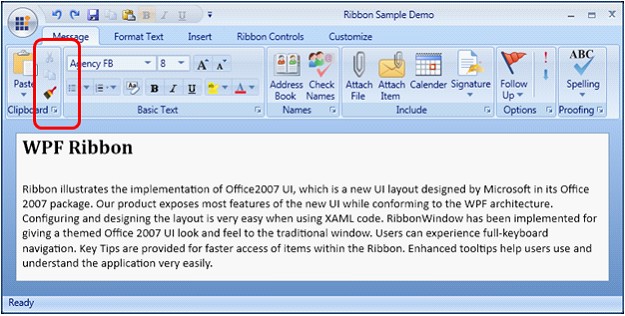 Ribbon Sample Demo
B I U
Message Format Text Insert Ribbon Controls Customize
Agency FB 8 A A
ABC
Paste
B I U ab A
Address Book
Check Names
Attach File
Attach Item
Calender
Signature
Follow Up
Spelling
Clipboard Basic Text Names Include Options Proofing
WPF Ribbon
Ribbon illustrates the implementation of Office2007 UI, which is a new UI layout designed by Microsoft in its Office
2007 package. Our product exposes most features of the new UI while conforming to the WPF architecture.
Configuring and designing the layout is very easy when using XAML code. RibbonWindow has been implemented for
giving a themed Office 2007 UI look and feel to the traditional window. Users can experience full-keyboard
navigation. Key Tips are provided for faster access of items within the Ribbon. Enhanced tooltips help users use and
understand the application very easily.
Ready